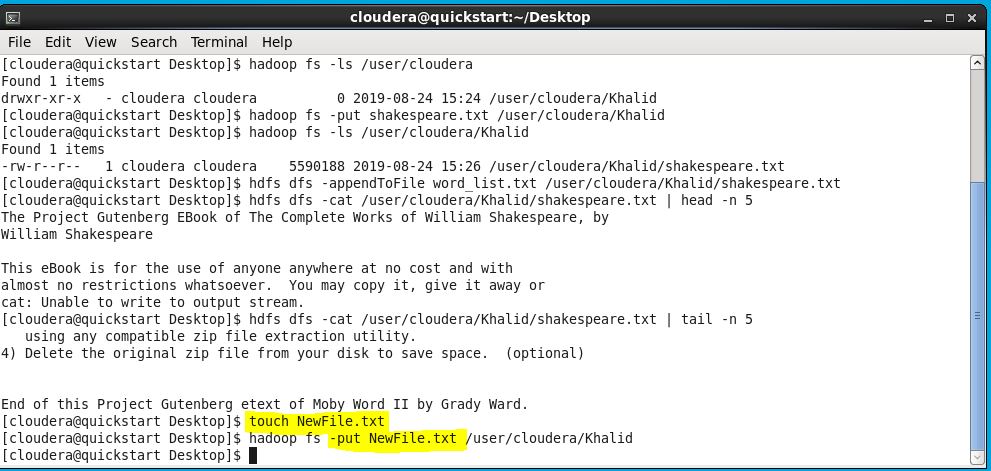 cloudera@quickstart:~/Desktop
File Edit View Search Terminal Help
[cloudera@quickstart Desktop]$ hadoop fs -ls /user/cloudera
Found 1 items
drwxr-xr-x   - cloudera cloudera          0 2019-08-24 15:24 /user/cloudera/Khalid
[cloudera@quickstart Desktop]$ hadoop fs -put shakespeare.txt /user/cloudera/Khalid
[cloudera@quickstart Desktop]$ hadoop fs -ls /user/cloudera/Khalid
Found 1 items
-rw-r--r--   1 cloudera cloudera    5590188 2019-08-24 15:26 /user/cloudera/Khalid/shakespeare.txt
[cloudera@quickstart Desktop]$ hdfs dfs -appendToFile word_list.txt /user/cloudera/Khalid/shakespeare.txt
[cloudera@quickstart Desktop]$ hdfs dfs -cat /user/cloudera/Khalid/shakespeare.txt | head -n 5
The Project Gutenberg EBook of The Complete Works of William Shakespeare, by
William Shakespeare

This eBook is for the use of anyone anywhere at no cost and with
almost no restrictions whatsoever.  You may copy it, give it away or
cat: Unable to write to output stream.
[cloudera@quickstart Desktop]$ hdfs dfs -cat /user/cloudera/Khalid/shakespeare.txt | tail -n 5
   using any compatible zip file extraction utility.
4) Delete the original zip file from your disk to save space.  (optional)


End of this Project Gutenberg etext of Moby Word II by Grady Ward.
[cloudera@quickstart Desktop]$ touch NewFile.txt
[cloudera@quickstart Desktop]$ hadoop fs -put NewFile.txt /user/cloudera/Khalid
[cloudera@quickstart Desktop]$